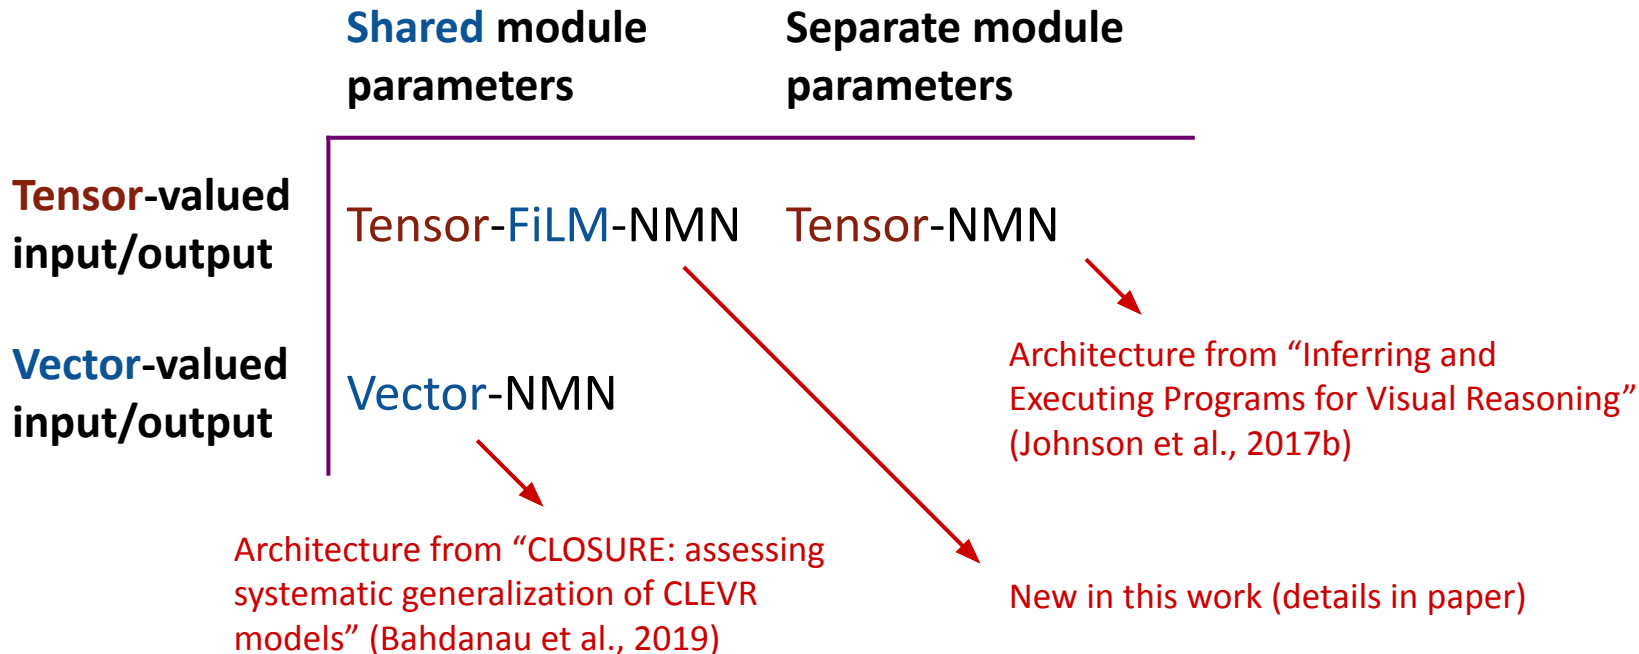 Shared module
parameters
Separate module
parameters
Tensor-valued
input/output
Tensor-FiLM-NMN
Tensor-NMN
Vector-valued
input/output
Vector-NMN
Architecture from “Inferring and
Executing Programs for Visual Reasoning”
(Johnson et al., 2017b)
Architecture from “CLOSURE: assessing
systematic generalization of CLEVR
models” (Bahdanau et al., 2019)
New in this work (details in paper)